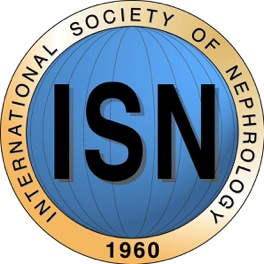 INTERNATIONAL SOCIETY OF NEPHROLOGY
ISN
1960